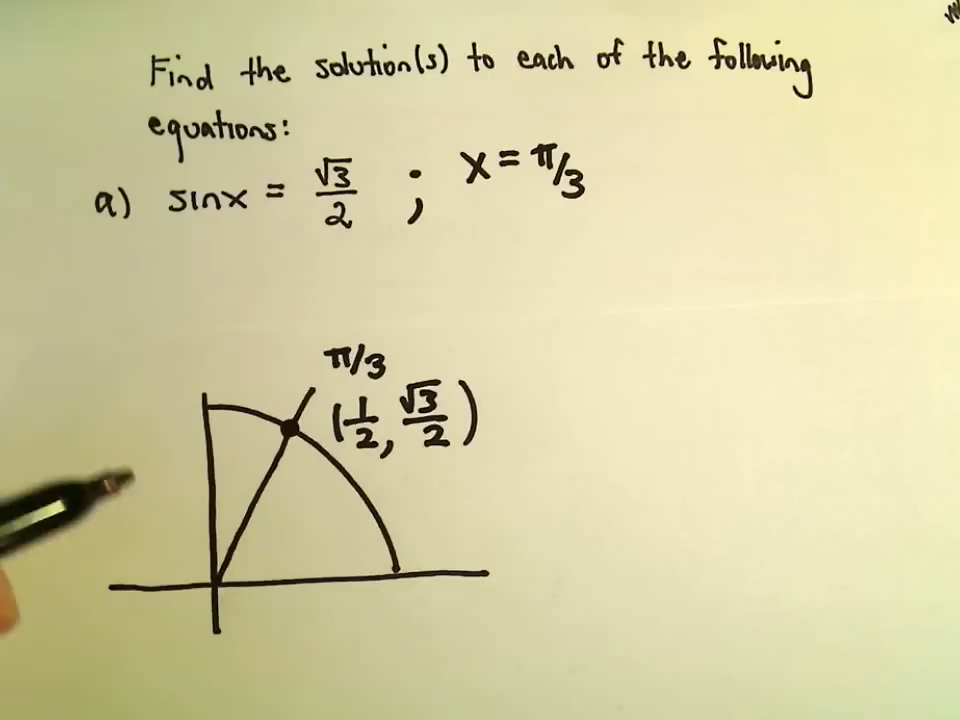 Find the solution(s) to each of the following
equations:
a) sinx = √3/2 ; x = π/3
π/3
(1/2, √3/2)